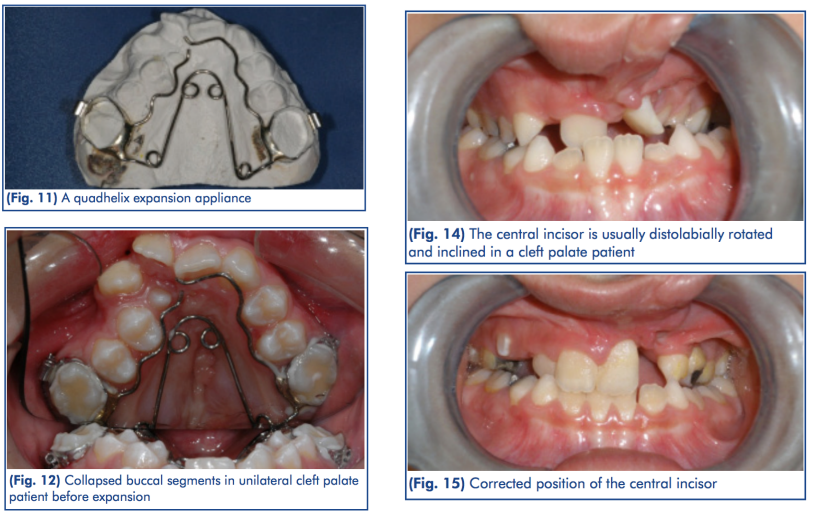 (Fig. 11) A quadhelix expansion appliance
(Fig. 12) Collapsed buccal segments in unilateral cleft palate
patient before expansion
(Fig. 14) The central incisor is usually distolabially rotated
and inclined in a cleft palate patient
(Fig. 15) Corrected position of the central incisor